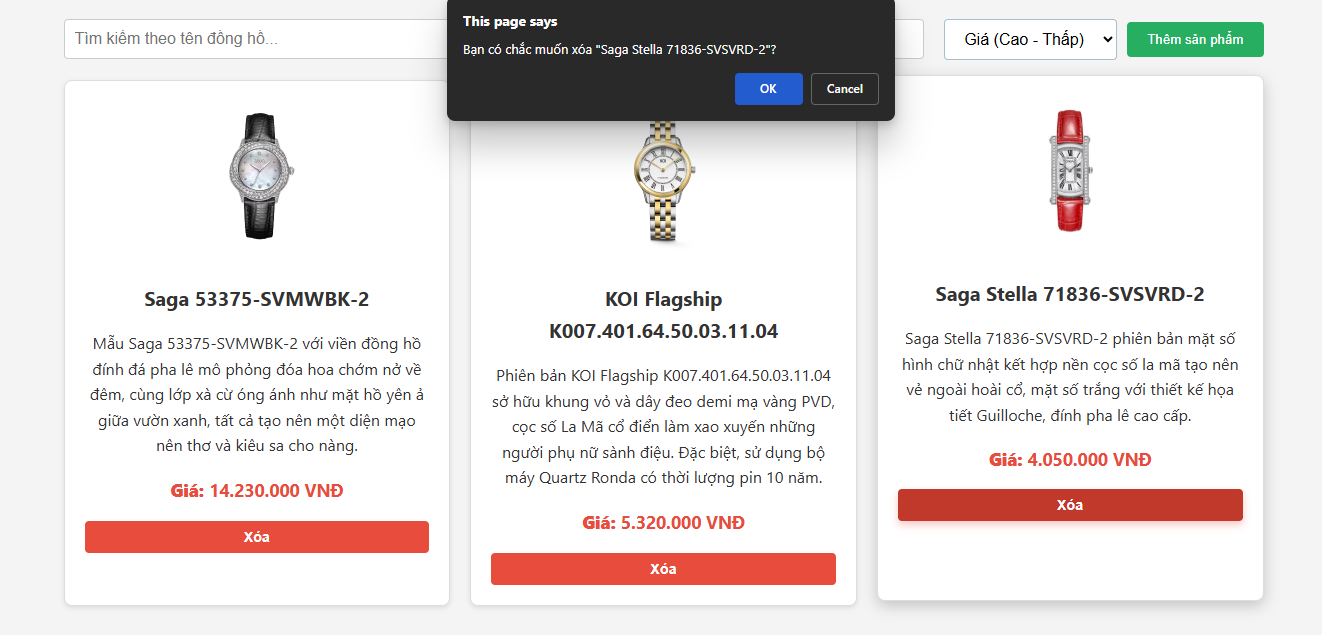 This page says
Bạn có chắc muốn xóa "Saga Stella 71836-SVSVRD-2"?
OK
Cancel
Tìm kiếm theo tên đồng hồ...
Giá (Cao - Thấp)
Thêm sản phẩm
Saga 53375-SVMWBK-2
Mẫu Saga 53375-SVMWBK-2 với viền đồng hồ
đính đá pha lê mô phỏng đóa hoa chớm nở về
đêm, cùng lớp xà cừ óng ánh như mặt hồ yên ả
giữa vườn xanh, tất cả tạo nên một diện mạo
nên thơ và kiêu sa cho nàng.
Giá: 14.230.000 VNĐ
Xóa
KOI
KOI Flagship
K007.401.64.50.03.11.04
Phiên bản KOI Flagship K007.401.64.50.03.11.04
sở hữu khung vỏ và dây đeo demi mạ vàng PVD,
cọc số La Mã cổ điển làm xao xuyến những
người phụ nữ sành điệu. Đặc biệt, sử dụng bộ
máy Quartz Ronda có thời lượng pin 10 năm.
Giá: 5.320.000 VNĐ
Xóa
Saga Stella 71836-SVSVRD-2
Saga Stella 71836-SVSVRD-2 phiên bản mặt số
hình chữ nhật kết hợp nền cọc số la mã tạo nên
vẻ ngoài hoài cổ, mặt số trắng với thiết kế họa
tiết Guilloche, đính pha lê cao cấp.
Giá: 4.050.000 VNĐ
Xóa